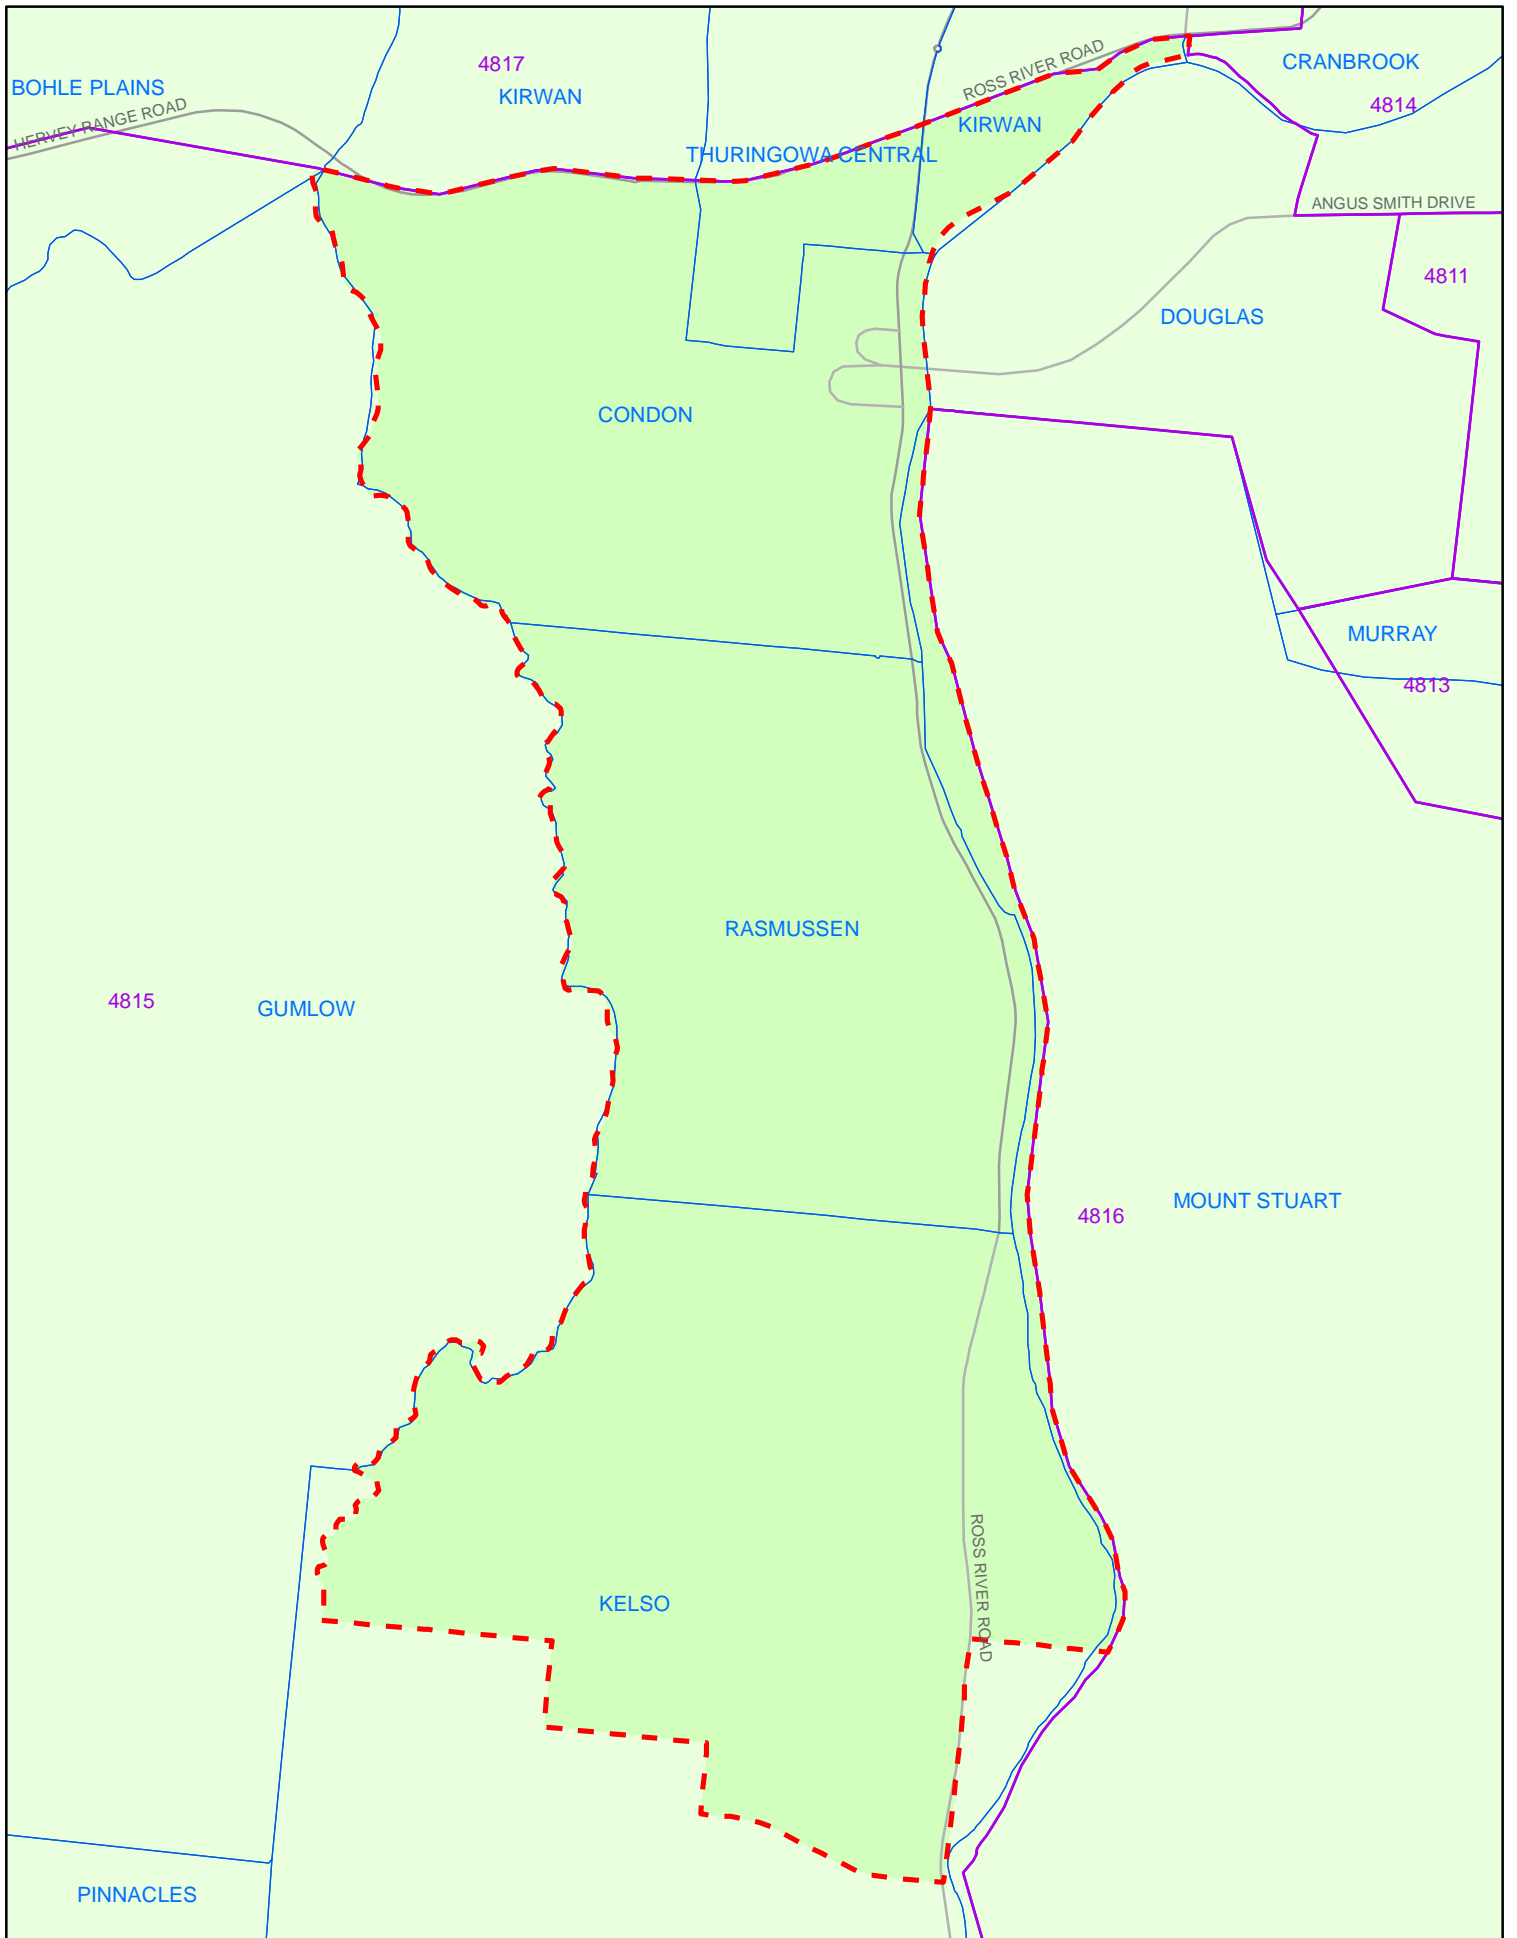 ROSS RIVER ROAD
4817
CRANBROOK
BOHLE PLAINS
KIRWAN
4814
HERVEY RANGE ROAD
KIRWAN
THURINGOWA CENTRAL
ANGUS SMITH DRIVE
4811
DOUGLAS
CONDON
MURRAY
4813
RASMUSSEN
4815
GUMLOW
MOUNT STUART
4816
ROSS RIVER ROAD
KELSO
PINNACLES